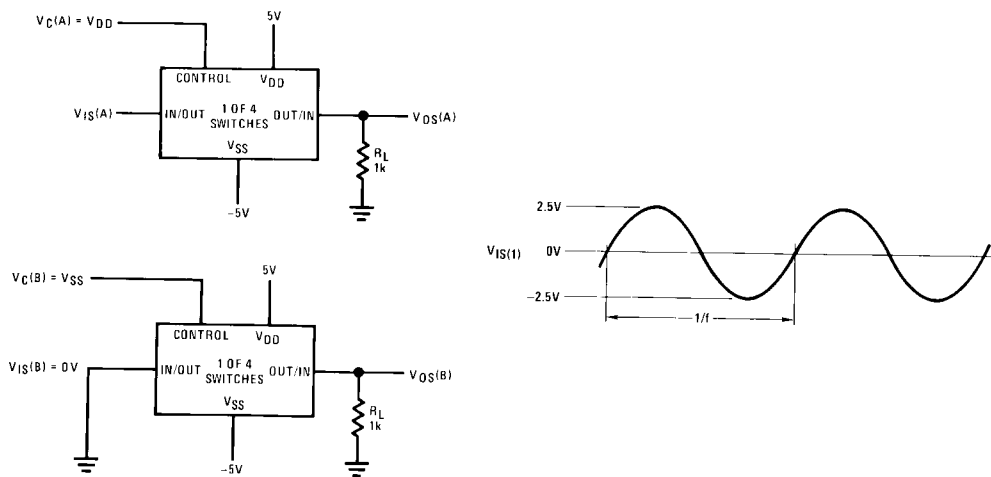 VC(A) = VDD
5V
CONTROL VDD
VIS(A)
IN/OUT 1 OF 4 OUT/IN
SWITCHES
VOS(A)
VSS
RL
1k
-5V
VC(B) = VSS
5V
CONTROL VDD
VIS(B) = 0V
IN/OUT 1 OF 4 OUT/IN
SWITCHES
VOS(B)
VSS
RL
1k
-5V
2.5V
VIS(1) 0V
-2.5V
1/f